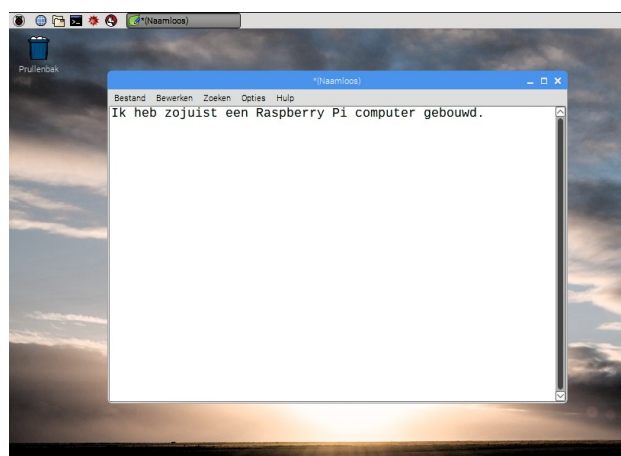 *(Naamloos)
Prullenbak
*(Naamloos)
Bestand Bewerken Zoeken Opties Hulp
Ik heb zojuist een Raspberry Pi computer gebouwd.